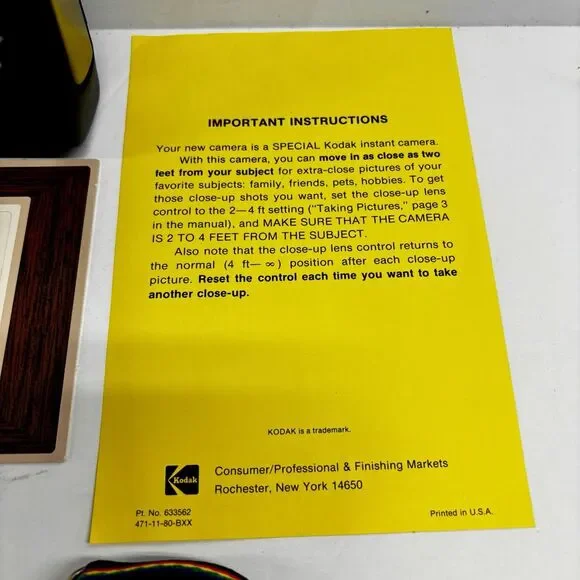 IMPORTANT INSTRUCTIONS
Your new camera is a SPECIAL Kodak instant camera.
With this camera, you can move in as close as two
feet from your subject for extra-close pictures of your
favorite subjects: family, friends, pets, hobbies. To get
those close-up shots you want, set the close-up lens
control to the 2—4 ft setting ("Taking Pictures," page 3
in the manual), and MAKE SURE THAT THE CAMERA
IS 2 TO 4 FEET FROM THE SUBJECT.
Also note that the close-up lens control returns to
the normal (4 ft— ∞) position after each close-up
picture. Reset the control each time you want to take
another close-up.
KODAK is a trademark.
Kodak
Consumer/Professional & Finishing Markets
Rochester, New York 14650
Pt. No. 633562
471-11-80-BXX
Printed in U.S.A.